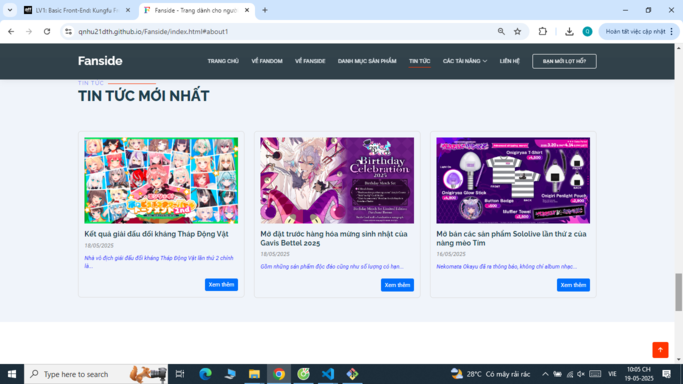 LV1: Basic Front-End: Kungfu
Fanside - Trang dành cho người
qnhu21dth.github.io/Fanside/index.html#about1
Hoàn tất việc cập nhật
Fanside
TRANG CHỦ
VỀ FANDOM
VỀ FANSIDE
DANH MỤC SẢN PHẨM
TIN TỨC
CÁC TÀI NĂNG
LIÊN HỆ
BẠN MỚI LỌT HỐ?
TIN TỨC
TIN TỨC MỚI NHẤT
Birthday
Celebration
2025
Onigirya T-Shirt
Onigirya Glow Stick
Button Badge
Muffler Towel
Onigiri Pedight Pouch
Kết quả giải đấu đối kháng Tháp Động Vật
18/05/2025
Nhà vô địch giải đấu đối kháng Tháp Động Vật lần thứ 2 chính
là...
Xem thêm
Mở đặt trước hàng hóa mừng sinh nhật của
Gavis Bettel 2025
18/05/2025
Gồm những sản phẩm độc đáo cũng như số lượng có hạn...
Xem thêm
Mở bán các sản phẩm Sololive lần thứ 2 của
nàng mèo Tím
16/05/2025
Nekomata Okayu đã ra thông báo, không chỉ album nhạc...
Xem thêm
Type here to search
28°C Có mây rải rác
VIE
10:05 CH
19-05-2025